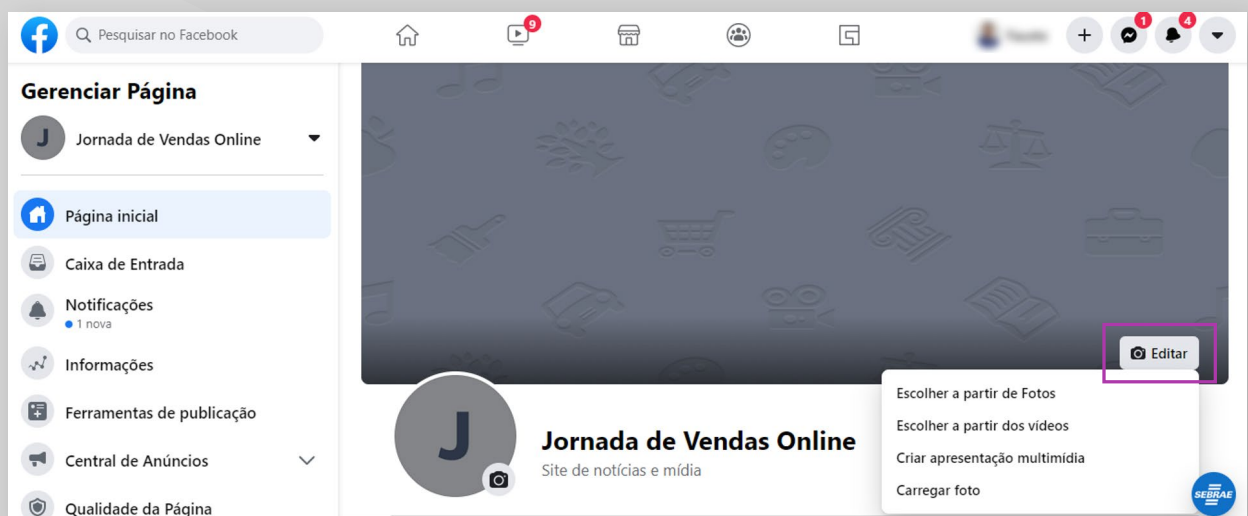 Pesquisar no Facebook
9
1
4
Gerenciar Página
J
Jornada de Vendas Online
Página inicial
Caixa de Entrada
Notificações
1 nova
Informações
Ferramentas de publicação
Central de Anúncios
Qualidade da Página
Editar
Escolher a partir de Fotos
Escolher a partir dos vídeos
Criar apresentação multimídia
Carregar foto
J
Jornada de Vendas Online
Site de notícias e mídia
SEBRAE